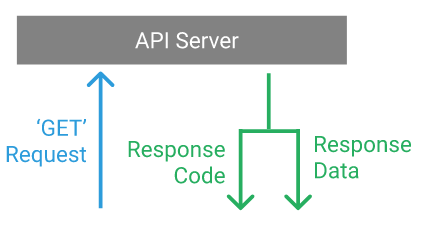 API Server
‘GET’
Request
Response
Code
Response
Data